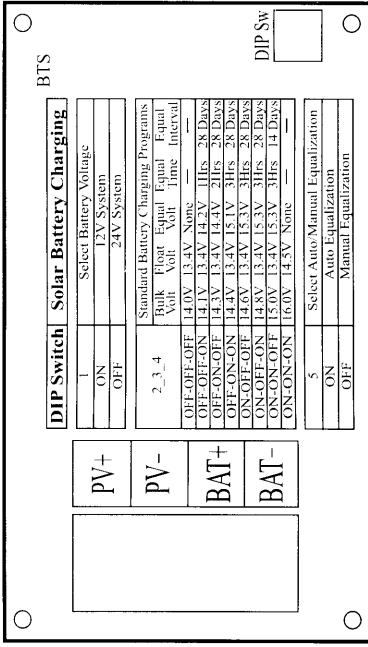 BTS
DIP Sw
DIP Switch Solar Battery Charging
1 Select Battery Voltage
ON 12V System
OFF 24V System
2_3_4 Standard Battery Charging Programs
Bulk Float Equal Equal Equal
Volt Volt Volt Time Interval
OFF-OFF-OFF 14.0V 13.4V None — —
OFF-OFF-ON 14.1V 13.4V 14.2V 1Hrs 28 Days
OFF-ON-OFF 14.3V 13.4V 14.4V 2Hrs 28 Days
OFF-ON-ON 14.4V 13.4V 15.1V 3Hrs 28 Days
ON-OFF-OFF 14.6V 13.4V 15.3V 3Hrs 28 Days
ON-OFF-ON 14.8V 13.4V 15.3V 3Hrs 28 Days
ON-ON-OFF 15.0V 13.4V 15.3V 3Hrs 14 Days
ON-ON-ON 16.0V 14.5V None — —
5 Select Auto/Manual Equalization
ON Auto Equalization
OFF Manual Equalization
PV+
PV-
BAT+
BAT-